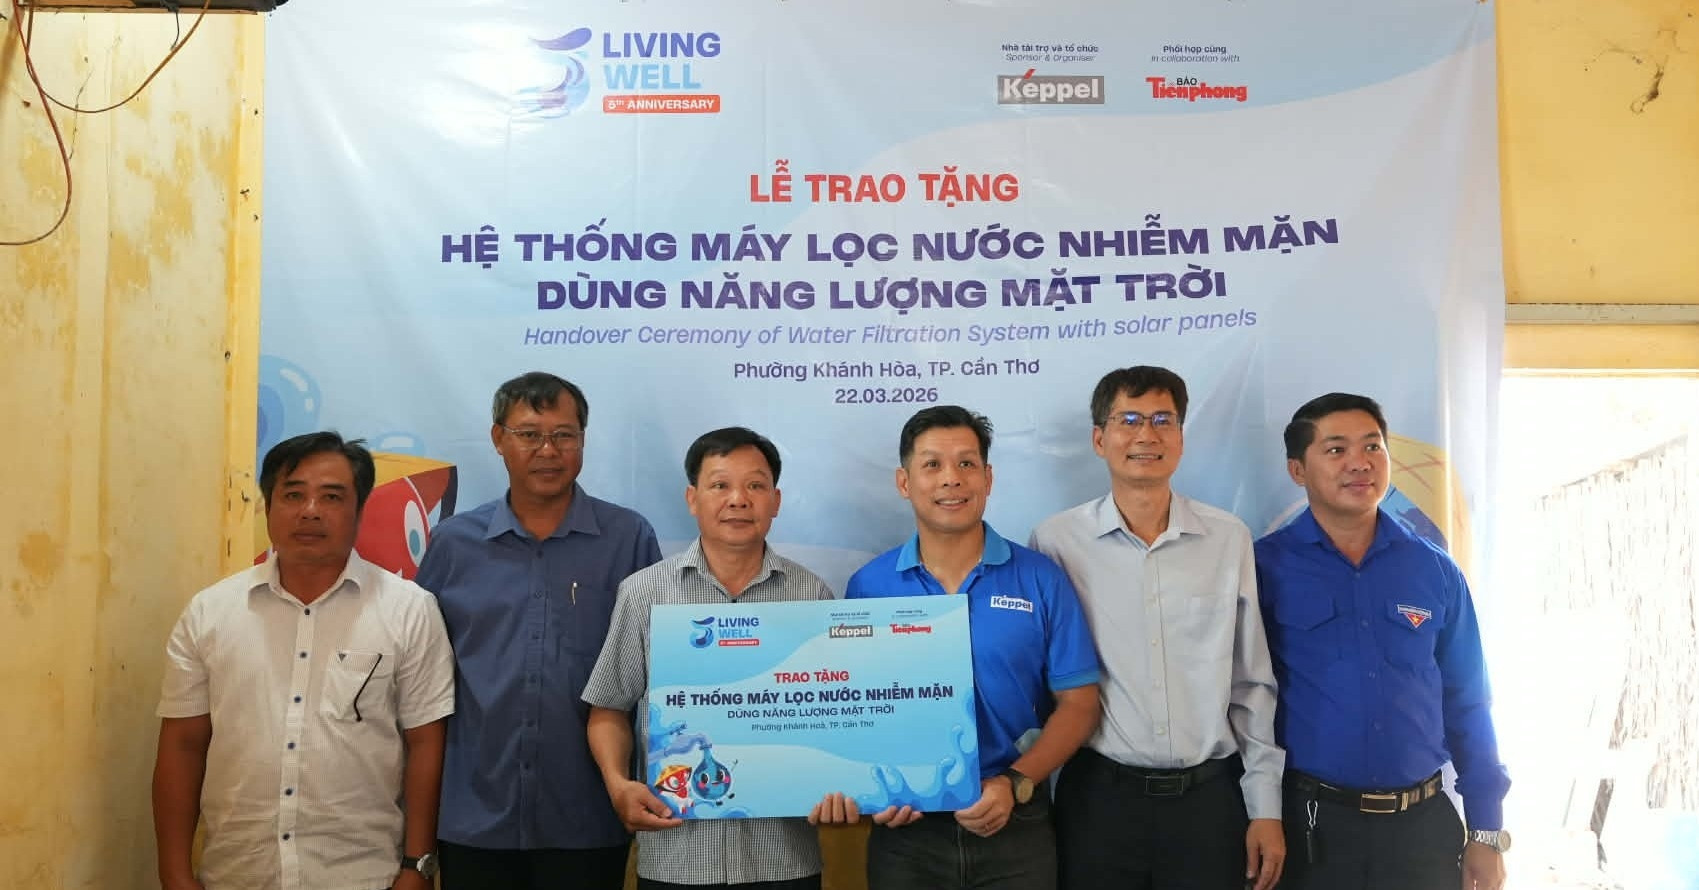 LIVING
WELL
5TH ANNIVERSARY
Nhà tài trợ và tổ chức
Sponsor & Organiser
Keppel
Phối hợp cùng
In collaboration with
BÁO
Tiền phong
LỄ TRAO TẶNG
HỆ THỐNG MÁY LỌC NƯỚC NHIỄM MẶN
DÙNG NĂNG LƯỢNG MẶT TRỜI
Handover Ceremony of Water Filtration System with solar panels
Phường Khánh Hòa, TP. Cần Thơ
22.03.2026
Keppel
LIVING
WELL
5TH ANNIVERSARY
Keppel
Tiền phong
TRAO TẶNG
HỆ THỐNG MÁY LỌC NƯỚC NHIỄM MẶN
DÙNG NĂNG LƯỢNG MẶT TRỜI
Phường Khánh Hoà, TP. Cần Thơ